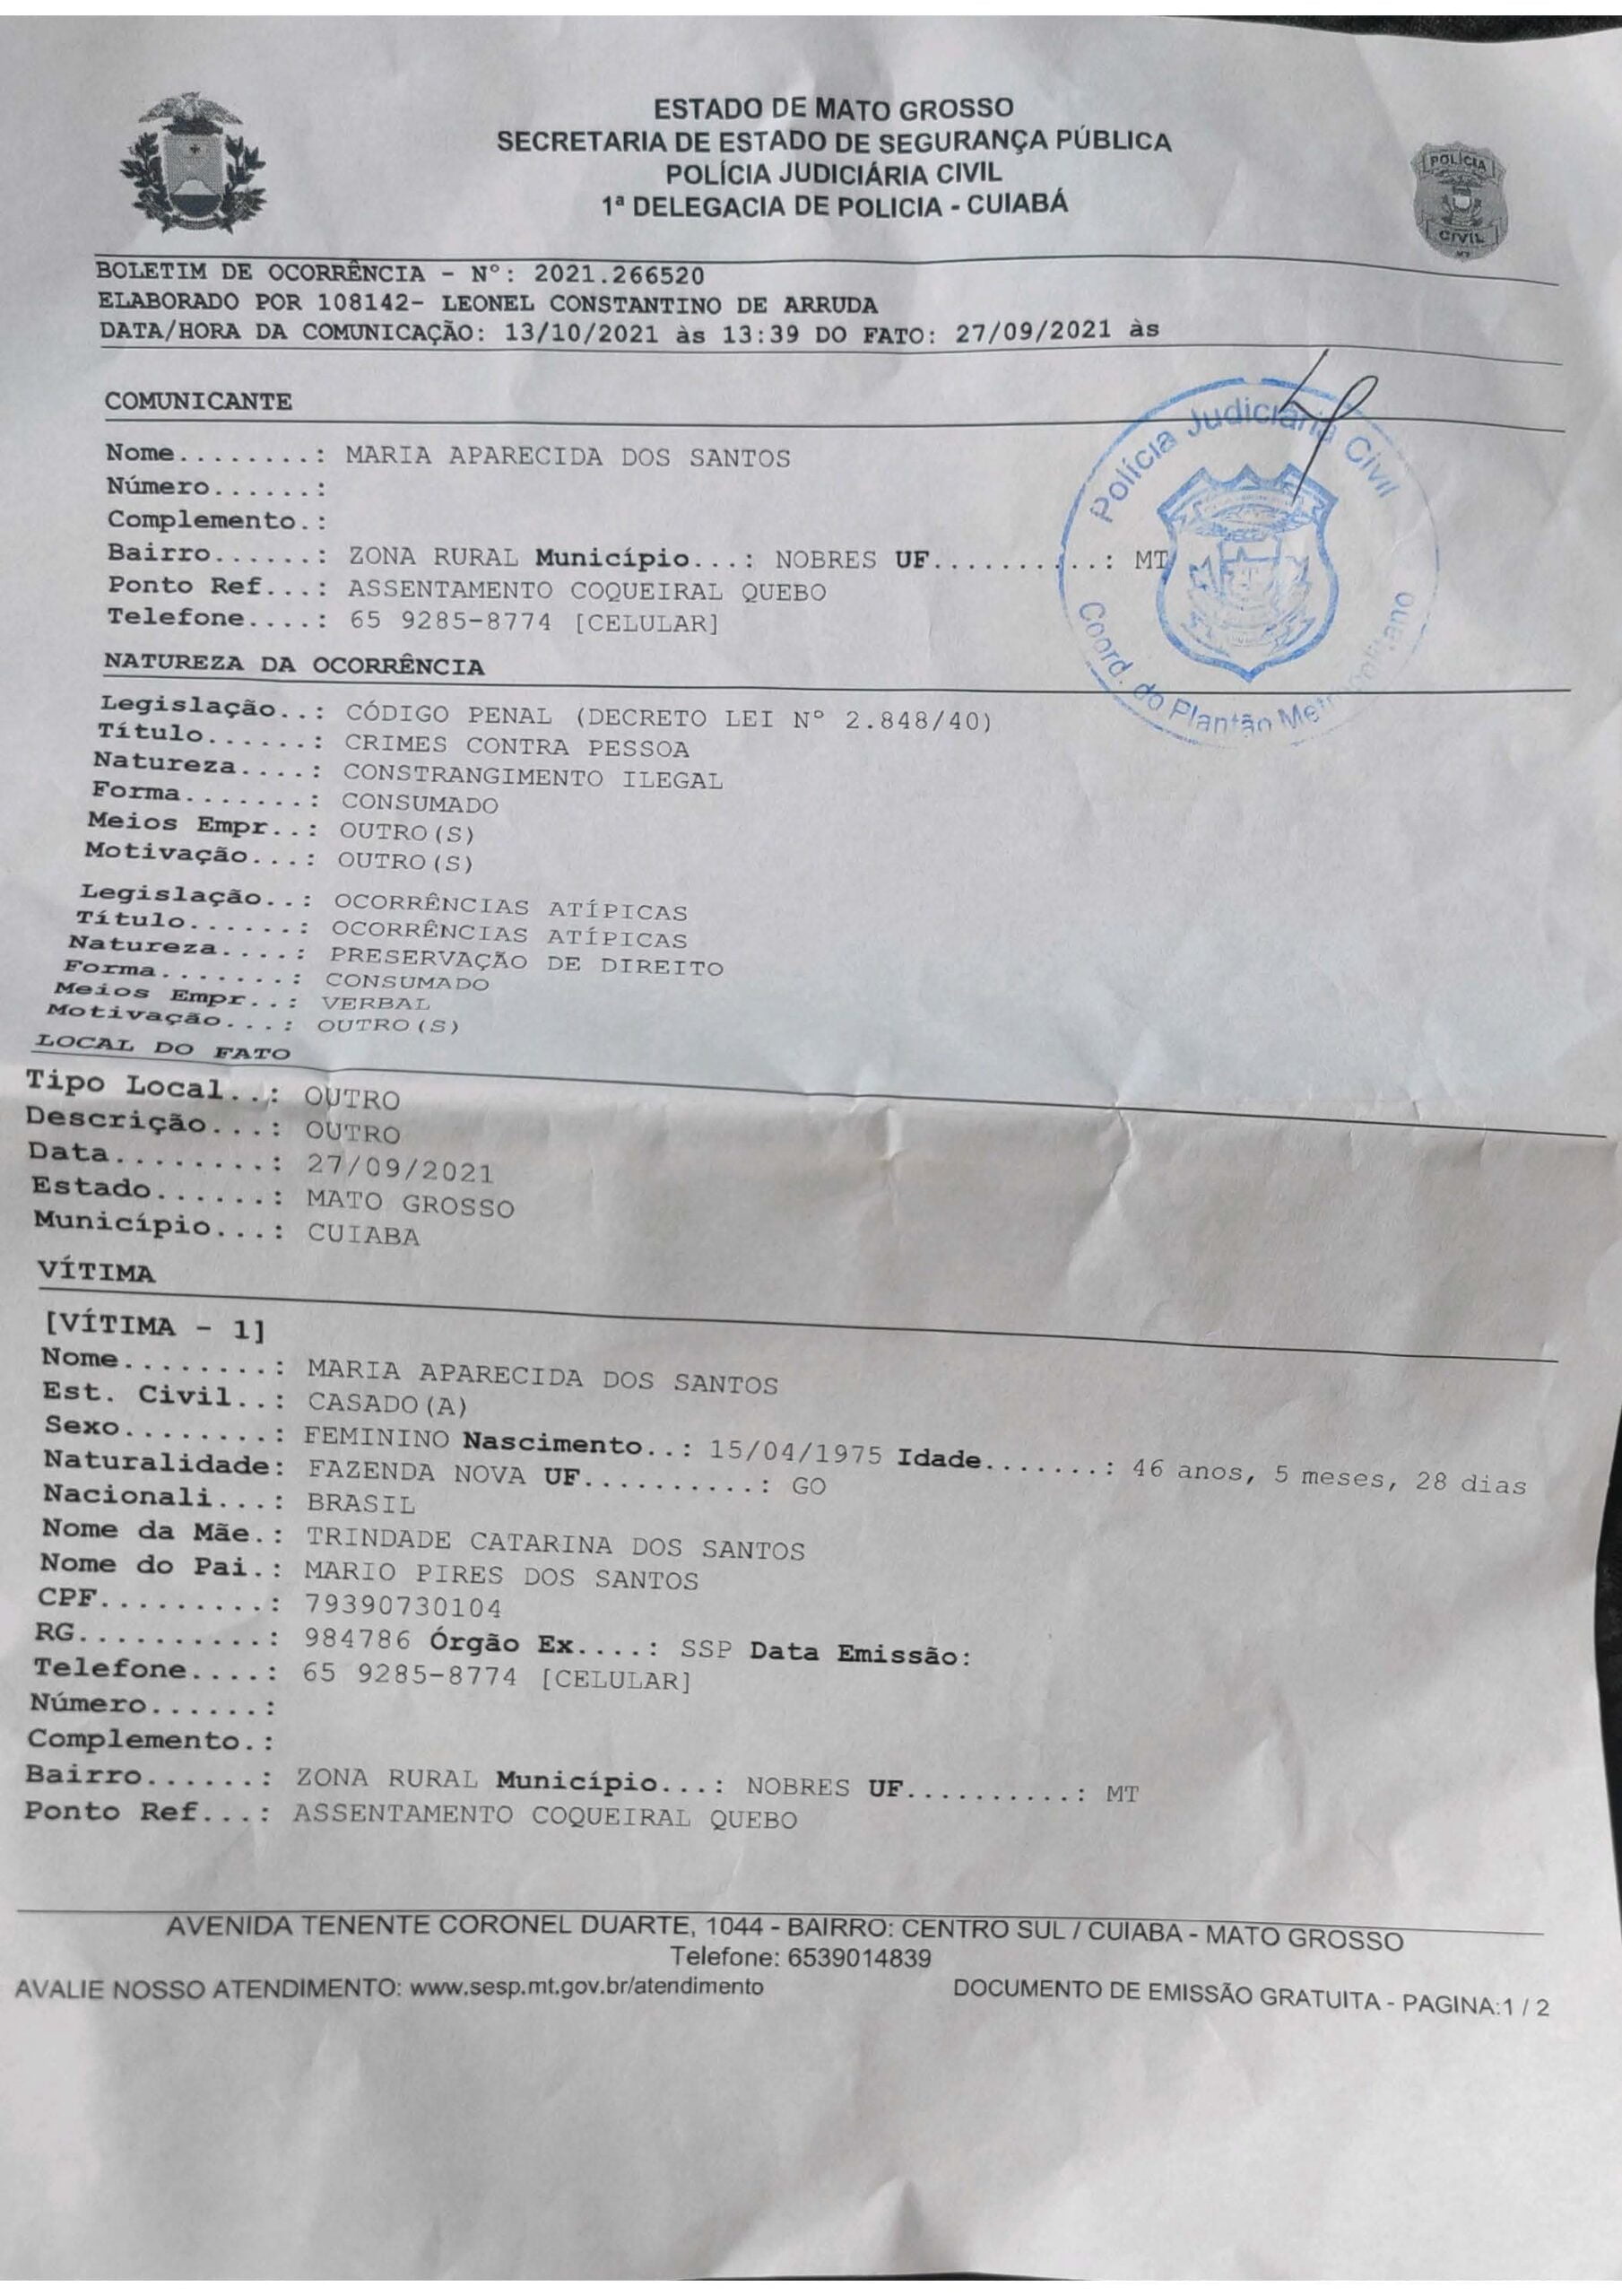 ESTADO DE MATO GROSSO
SECRETARIA DE ESTADO DE SEGURANÇA PÚBLICA
POLÍCIA JUDICIÁRIA CIVIL
1ª DELEGACIA DE POLICIA - CUIABÁ
POLÍCIA
CIVIL
MT
BOLETIM DE OCORRÊNCIA - Nº: 2021.266520
ELABORADO POR 108142- LEONEL CONSTANTINO DE ARRUDA
DATA/HORA DA COMUNICAÇÃO: 13/10/2021 às 13:39 DO FATO: 27/09/2021 às
COMUNICANTE
Nome........: MARIA APARECIDA DOS SANTOS
Número......:
Complemento.:
Bairro......: ZONA RURAL Município...: NOBRES UF..........: MT
Ponto Ref...: ASSENTAMENTO COQUEIRAL QUEBO
Telefone....: 65 9285-8774 [CELULAR]
Polícia Judiciária Civil
Coord. do Plantão Metropolitano
NATUREZA DA OCORRÊNCIA
Legislação..: CÓDIGO PENAL (DECRETO LEI Nº 2.848/40)
Título......: CRIMES CONTRA PESSOA
Natureza....: CONSTRANGIMENTO ILEGAL
Forma.......: CONSUMADO
Meios Empr..: OUTRO(S)
Motivação...: OUTRO(S)
Legislação..: OCORRÊNCIAS ATÍPICAS
Título......: OCORRÊNCIAS ATÍPICAS
Natureza....: PRESERVAÇÃO DE DIREITO
Forma.......: CONSUMADO
Meios Empr..: VERBAL
Motivação...: OUTRO(S)
LOCAL DO FATO
Tipo Local..: OUTRO
Descrição...: OUTRO
Data........: 27/09/2021
Estado......: MATO GROSSO
Município...: CUIABA
VÍTIMA
[VÍTIMA - 1]
Nome........: MARIA APARECIDA DOS SANTOS
Est. Civil..: CASADO(A)
Sexo........: FEMININO Nascimento..: 15/04/1975 Idade.......: 46 anos, 5 meses, 28 dias
Naturalidade: FAZENDA NOVA UF..........: GO
Nacionali...: BRASIL
Nome da Mãe.: TRINDADE CATARINA DOS SANTOS
Nome do Pai.: MARIO PIRES DOS SANTOS
CPF.........: 79390730104
RG..........: 984786 Órgão Ex....: SSP Data Emissão:
Telefone....: 65 9285-8774 [CELULAR]
Número......:
Complemento.:
Bairro......: ZONA RURAL Município...: NOBRES UF..........: MT
Ponto Ref...: ASSENTAMENTO COQUEIRAL QUEBO
AVENIDA TENENTE CORONEL DUARTE, 1044 - BAIRRO: CENTRO SUL / CUIABA - MATO GROSSO
Telefone: 6539014839
AVALIE NOSSO ATENDIMENTO: www.sesp.mt.gov.br/atendimento DOCUMENTO DE EMISSÃO GRATUITA - PAGINA:1 / 2